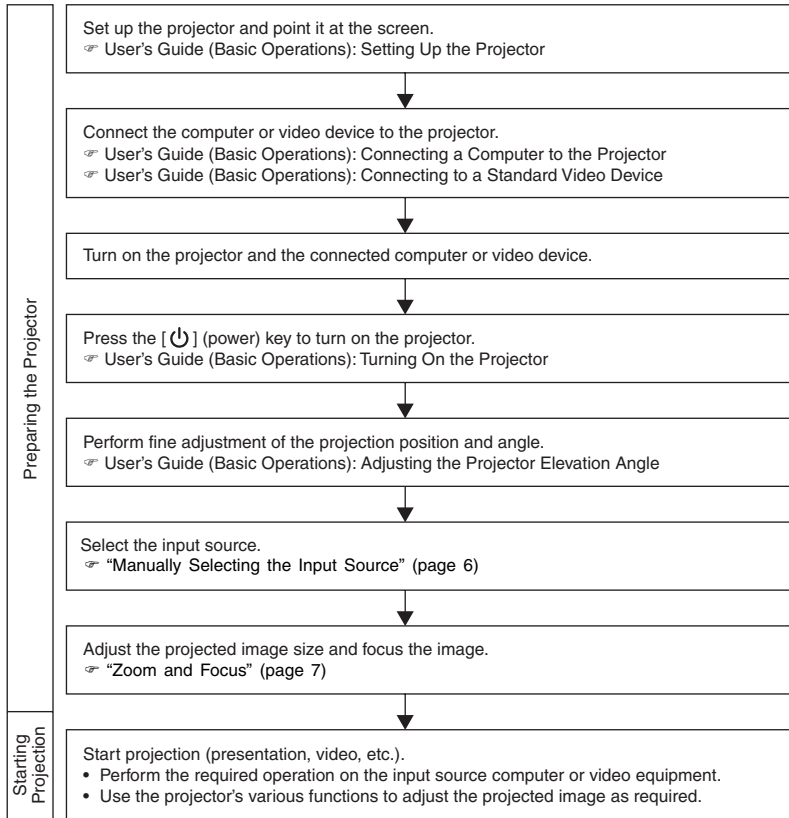 Preparing the Projector
Set up the projector and point it at the screen.
☞ User’s Guide (Basic Operations): Setting Up the Projector
Connect the computer or video device to the projector.
☞ User’s Guide (Basic Operations): Connecting a Computer to the Projector
☞ User’s Guide (Basic Operations): Connecting to a Standard Video Device
Turn on the projector and the connected computer or video device.
Press the [⏻] (power) key to turn on the projector.
☞ User’s Guide (Basic Operations): Turning On the Projector
Perform fine adjustment of the projection position and angle.
☞ User’s Guide (Basic Operations): Adjusting the Projector Elevation Angle
Select the input source.
☞ “Manually Selecting the Input Source” (page 6)
Adjust the projected image size and focus the image.
☞ “Zoom and Focus” (page 7)
Starting
Projection
Start projection (presentation, video, etc.).
• Perform the required operation on the input source computer or video equipment.
• Use the projector’s various functions to adjust the projected image as required.